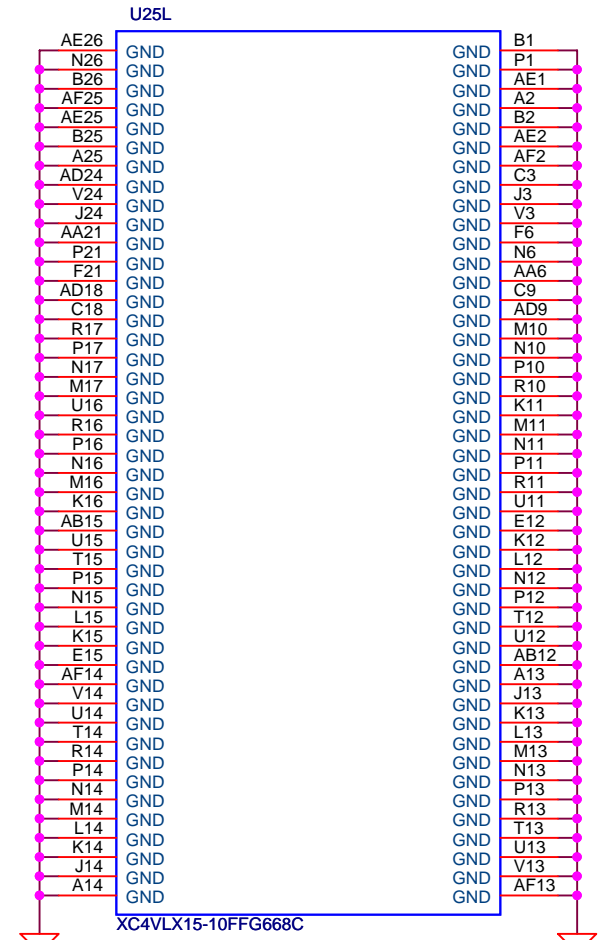 U25L
AE26 GND GND B1
N26 GND GND P1
B26 GND GND AE1
AF25 GND GND A2
AE25 GND GND B2
B25 GND GND AE2
A25 GND GND AF2
AD24 GND GND C3
V24 GND GND J3
J24 GND GND V3
AA21 GND GND F6
P21 GND GND N6
F21 GND GND AA6
AD18 GND GND C9
C18 GND GND AD9
R17 GND GND M10
P17 GND GND N10
N17 GND GND P10
M17 GND GND R10
U16 GND GND K11
R16 GND GND M11
P16 GND GND N11
N16 GND GND P11
M16 GND GND R11
K16 GND GND U11
AB15 GND GND E12
U15 GND GND K12
T15 GND GND L12
P15 GND GND N12
N15 GND GND P12
L15 GND GND T12
K15 GND GND U12
E15 GND GND AB12
AF14 GND GND A13
V14 GND GND J13
U14 GND GND K13
T14 GND GND L13
R14 GND GND M13
P14 GND GND N13
N14 GND GND P13
M14 GND GND R13
L14 GND GND T13
K14 GND GND U13
J14 GND GND V13
A14 GND GND AF13
XC4VLX15-10FFG668C